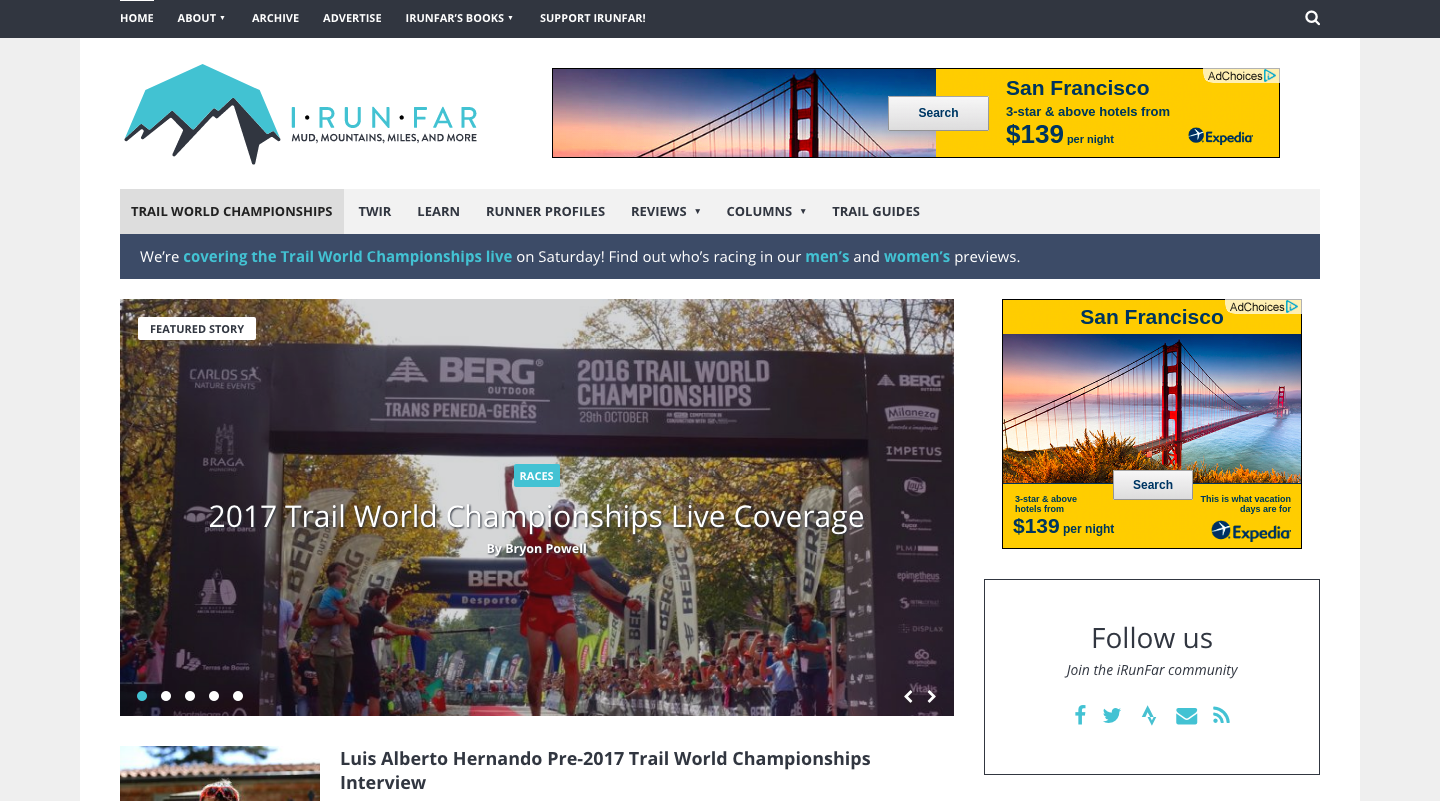 HOME
ABOUT ▾
ARCHIVE
ADVERTISE
IRUNFAR'S BOOKS ▾
SUPPORT IRUNFAR!
I·RUN·FAR
MUD, MOUNTAINS, MILES, AND MORE
Search
San Francisco
3-star & above hotels from
$139 per night
Expedia
AdChoices
TRAIL WORLD CHAMPIONSHIPS
TWIR
LEARN
RUNNER PROFILES
REVIEWS ▾
COLUMNS ▾
TRAIL GUIDES
We're covering the Trail World Championships live on Saturday! Find out who's racing in our men's and women's previews.
FEATURED STORY
CARLOS SÁ
NATURE EVENTS
BERG®
OUTDOOR
TRANS PENEDA-GERÊS
2016 TRAIL WORLD
CHAMPIONSHIPS
29th OCTOBER
BERG
Milaneza
IMPETUS
BRAGA
RACES
2017 Trail World Championships Live Coverage
By Bryon Powell
BERG
Desporto
BERG
PLMJ
epimetheus
DISPLAX
Terras de Bouro
Vitalis
Luis Alberto Hernando Pre-2017 Trail World Championships
Interview
AdChoices
San Francisco
Search
3-star & above
hotels from
$139 per night
This is what vacation
days are for
Expedia
Follow us
Join the iRunFar community